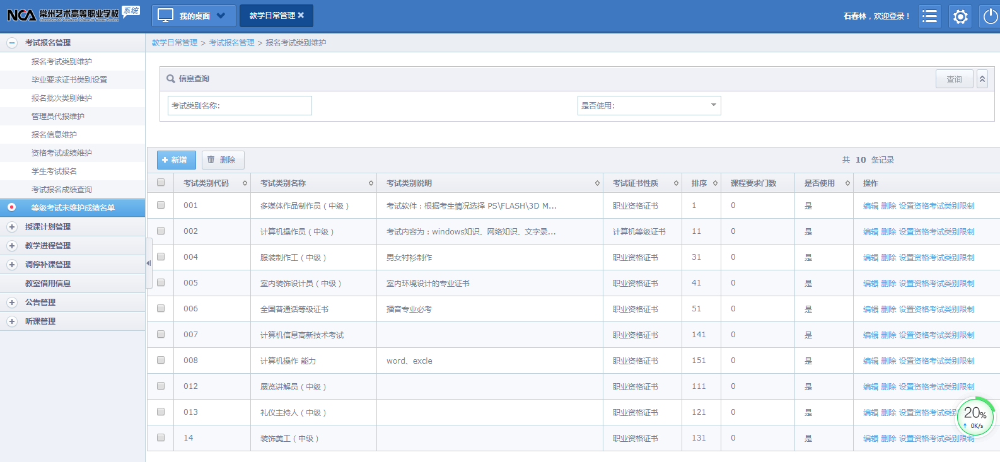 NCA 常州艺术高等职业学校 系统
我的桌面
教学日常管理 ×
石春林，欢迎登录！
考试报名管理
报名考试类别维护
毕业要求证书类别设置
报名批次类别维护
管理员代报维护
报名信息维护
资格考试成绩维护
学生考试报名
考试报名成绩查询
等级考试未维护成绩名单
授课计划管理
教学进程管理
调停补课管理
教室借用信息
公告管理
听课管理
教学日常管理 > 考试报名管理 > 报名考试类别维护
信息查询 查询
考试类别名称: 是否使用:
新增 删除 共 10 条记录
考试类别代码 考试类别名称 考试类别说明 考试证书性质 排序 课程要求门数 是否使用 操作
001 多媒体作品制作员（中级） 考试软件：根据考生情况选择 PS\FLASH\3D M... 职业资格证书 1 0 是 编辑 删除 设置资格考试类别限制
002 计算机操作员（中级） 考试内容为：windows知识、网络知识、文字录... 计算机等级证书 11 0 是 编辑 删除 设置资格考试类别限制
004 服装制作工（中级） 男女衬衫制作 职业资格证书 31 0 是 编辑 删除 设置资格考试类别限制
005 室内装饰设计员（中级） 室内环境设计的专业证书 职业资格证书 41 0 是 编辑 删除 设置资格考试类别限制
006 全国普通话等级证书 播音专业必考 职业资格证书 51 0 是 编辑 删除 设置资格考试类别限制
007 计算机信息高新技术考试 职业资格证书 141 0 是 编辑 删除 设置资格考试类别限制
008 计算机操作 能力 word、excle 职业资格证书 151 0 是 编辑 删除 设置资格考试类别限制
012 展览讲解员（中级） 职业资格证书 111 0 是 编辑 删除 设置资格考试类别限制
013 礼仪主持人（中级） 职业资格证书 121 0 是 编辑 删除 设置资格考试类别
14 装饰美工（中级） 职业资格证书 131 0 是 编辑 删除 设置资格考试类别限制
20%
0K/s